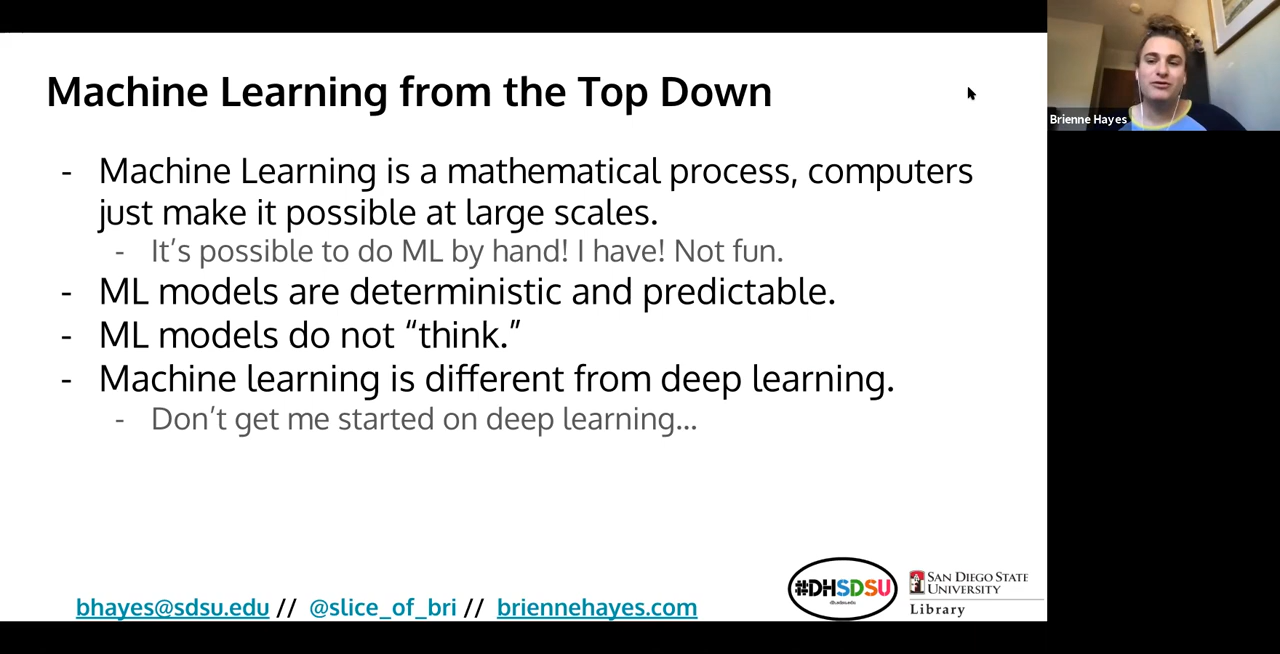 Machine Learning from the Top Down
- Machine Learning is a mathematical process, computers
just make it possible at large scales.
- It's possible to do ML by hand! I have! Not fun.
- ML models are deterministic and predictable.
- ML models do not “think.”
- Machine learning is different from deep learning.
- Don't get me started on deep learning...
bhayes@sdsu.edu // @slice_of_bri // briennehayes.com
#DHSDSU
SAN DIEGO STATE
UNIVERSITY
Library
Brienne Hayes